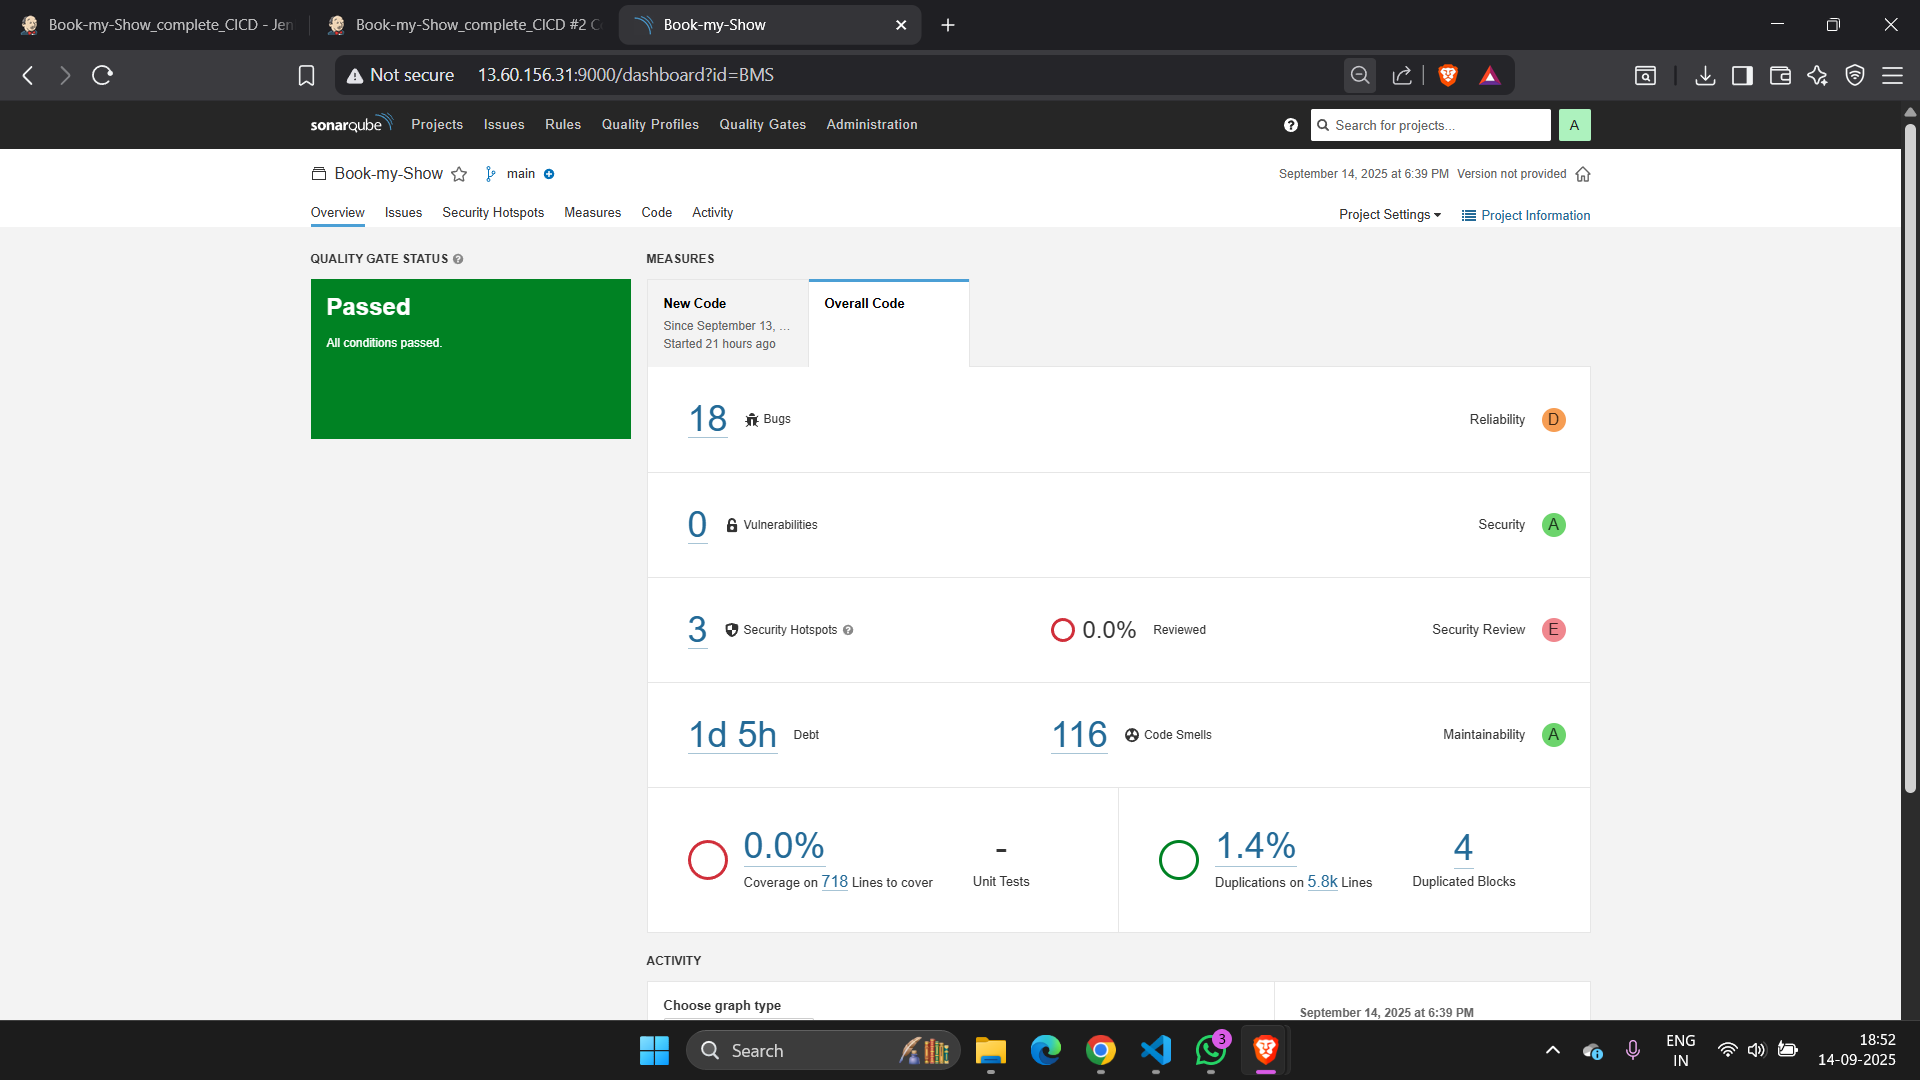 Book-my-Show_complete_CICD - Jen
Book-my-Show_complete_CICD #2 C
Book-my-Show
Not secure
13.60.156.31:9000/dashboard?id=BMS
sonarqube
Projects
Issues
Rules
Quality Profiles
Quality Gates
Administration
Search for projects...
A
Book-my-Show
main
September 14, 2025 at 6:39 PM
Version not provided
Overview
Issues
Security Hotspots
Measures
Code
Activity
Project Settings
Project Information
QUALITY GATE STATUS
Passed
All conditions passed.
MEASURES
New Code
Since September 13, ...
Started 21 hours ago
Overall Code
18 Bugs
Reliability D
0 Vulnerabilities
Security A
3 Security Hotspots
0.0% Reviewed
Security Review E
1d 5h Debt
116 Code Smells
Maintainability A
0.0%
Coverage on 718 Lines to cover
-
Unit Tests
1.4%
Duplications on 5.8k Lines
4
Duplicated Blocks
ACTIVITY
Choose graph type
September 14, 2025 at 6:39 PM
Search
3
ENG
IN
18:52
14-09-2025